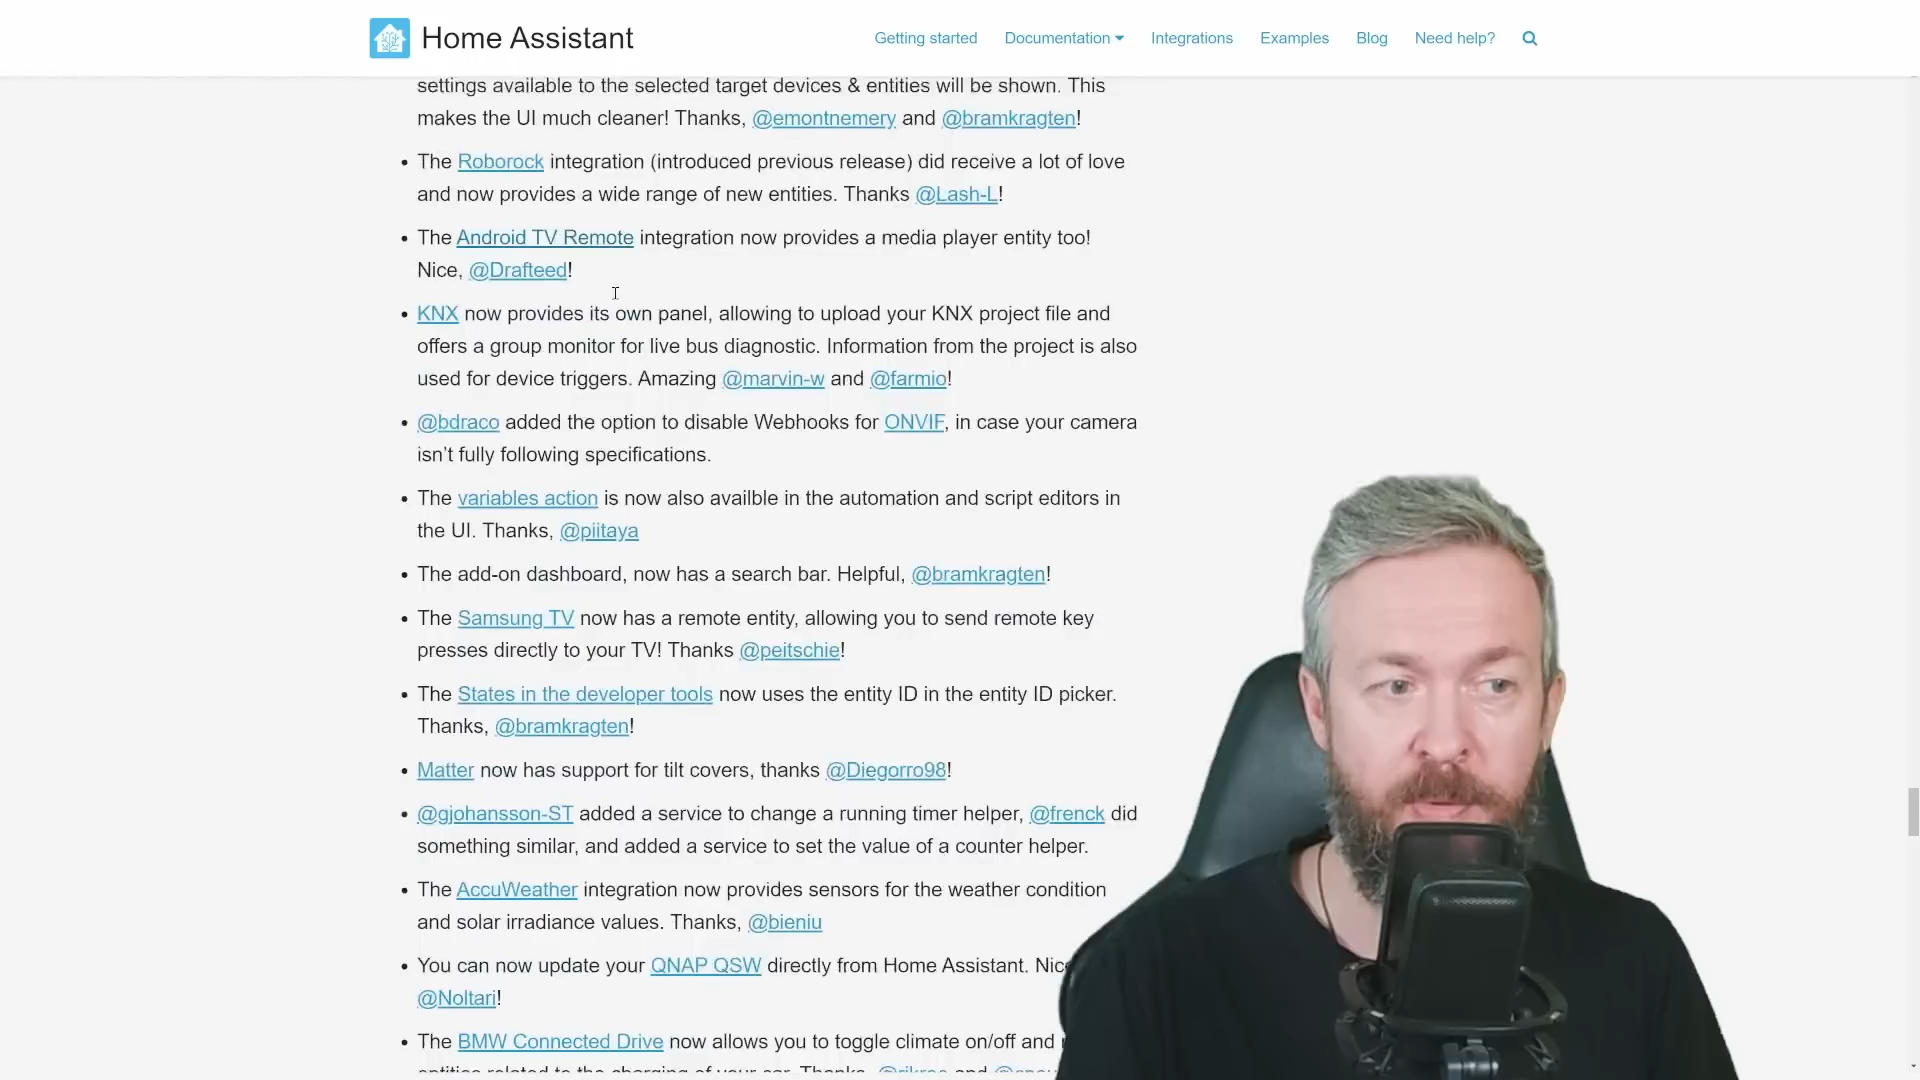 Home Assistant
Getting started Documentation Integrations Examples Blog Need help?
settings available to the selected target devices & entities will be shown. This
makes the UI much cleaner! Thanks, @emontnemery and @bramkragten!
• The Roborock integration (introduced previous release) did receive a lot of love
and now provides a wide range of new entities. Thanks @Lash-L!
• The Android TV Remote integration now provides a media player entity too!
Nice, @Drafteed!
• KNX now provides its own panel, allowing to upload your KNX project file and
offers a group monitor for live bus diagnostic. Information from the project is also
used for device triggers. Amazing @marvin-w and @farmio!
• @bdraco added the option to disable Webhooks for ONVIF, in case your camera
isn’t fully following specifications.
• The variables action is now also availble in the automation and script editors in
the UI. Thanks, @piitaya
• The add-on dashboard, now has a search bar. Helpful, @bramkragten!
• The Samsung TV now has a remote entity, allowing you to send remote key
presses directly to your TV! Thanks @peitschie!
• The States in the developer tools now uses the entity ID in the entity ID picker.
Thanks, @bramkragten!
• Matter now has support for tilt covers, thanks @Diegorro98!
• @gjohansson-ST added a service to change a running timer helper, @frenck did
something similar, and added a service to set the value of a counter helper.
• The AccuWeather integration now provides sensors for the weather condition
and solar irradiance values. Thanks, @bieniu
• You can now update your QNAP QSW directly from Home Assistant. Nice
@Noltari!
• The BMW Connected Drive now allows you to toggle climate on/off and
entities related to the charging of your car. Thanks, @rikroe and